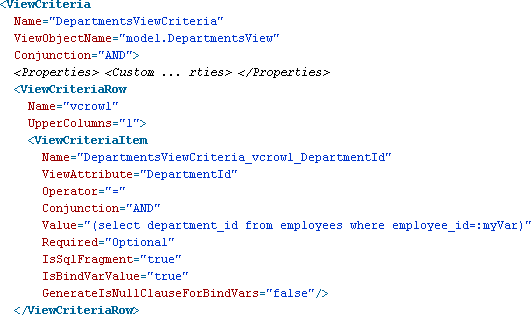 <ViewCriteria
Name="DepartmentsViewCriteria"
ViewObjectName="model.DepartmentsView"
Conjunction="AND">
<Properties> <Custom ... rties> </Properties>
<ViewCriteriaRow
Name="vcrow1"
UpperColumns="1">
<ViewCriteriaItem
Name="DepartmentsViewCriteria_vcrow1_DepartmentId"
ViewAttribute="DepartmentId"
Operator="="
Conjunction="AND"
Value="(select department_id from employees where employee_id=:myVar)"
Required="Optional"
IsSqlFragment="true"
IsBindVarValue="true"
GenerateIsNullClauseForBindVars="false"/>
</ViewCriteriaRow>